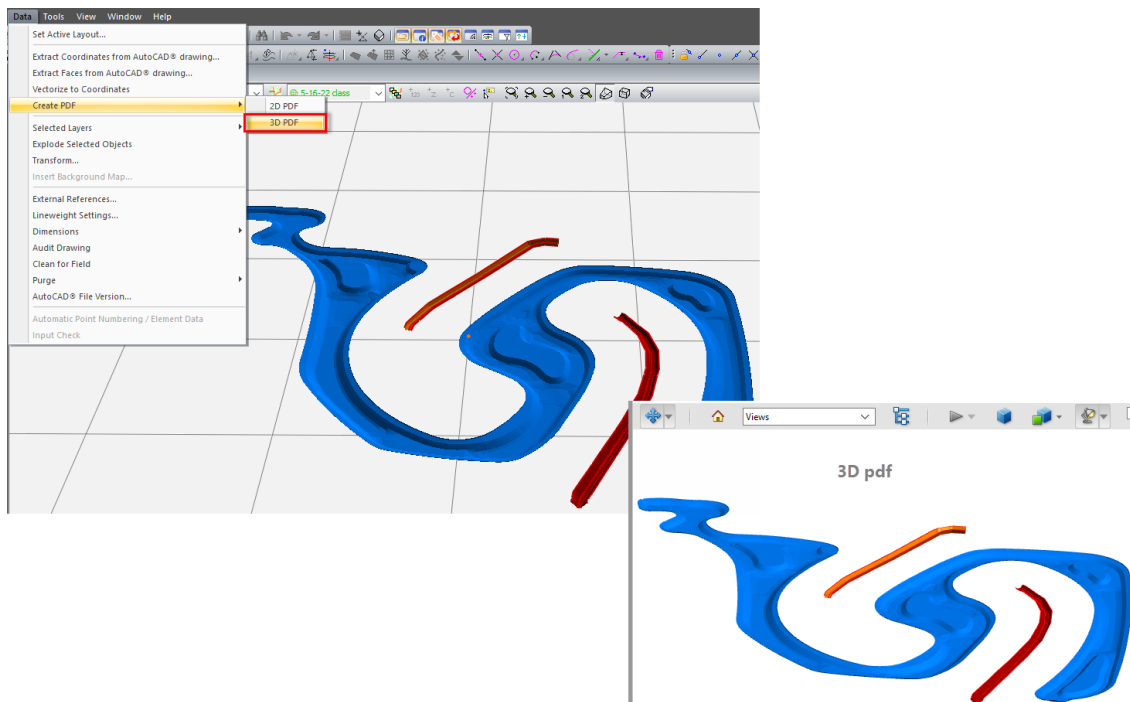 Data Tools View Window Help
Set Active Layout...
Extract Coordinates from AutoCAD® drawing...
Extract Faces from AutoCAD® drawing...
Vectorize to Coordinates
Create PDF
2D PDF
3D PDF
Selected Layers
Explode Selected Objects
Transform...
Insert Background Map...
External References...
Lineweight Settings...
Dimensions
Audit Drawing
Clean for Field
Purge
AutoCAD® File Version...
Automatic Point Numbering / Element Data
Input Check
5-16-22 class
Views
3D pdf